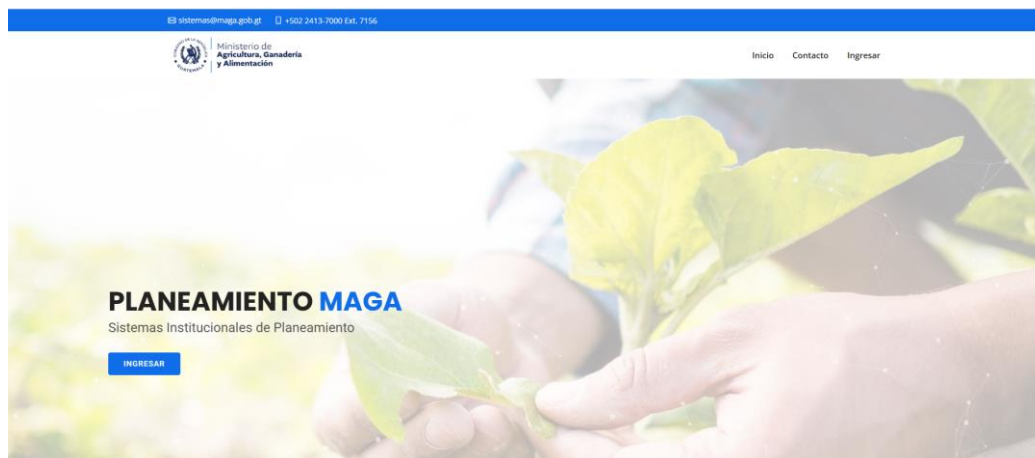 sistemas@maga.gob.gt +502 2413-7000 Ext. 7156
Ministerio de
Agricultura, Ganadería
y Alimentación
Inicio Contacto Ingresar
PLANEAMIENTO MAGA
Sistemas Institucionales de Planeamiento
INGRESAR